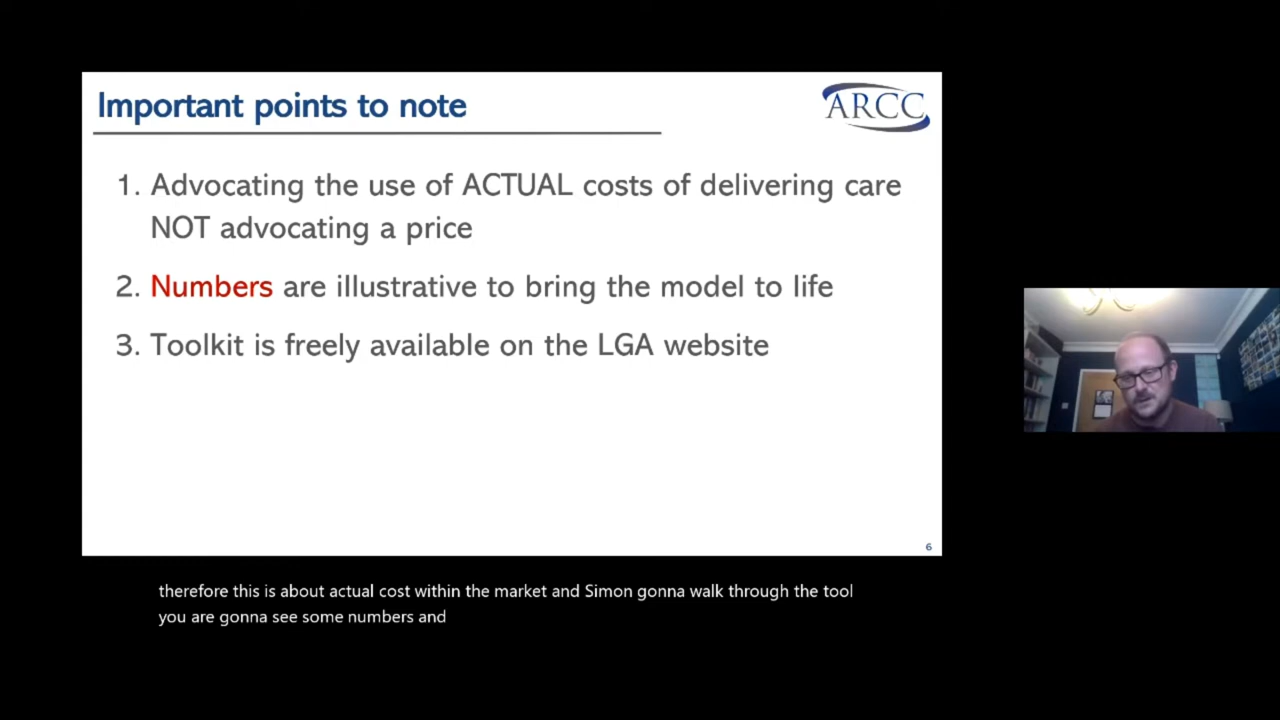 Important points to note
ARCC
1. Advocating the use of ACTUAL costs of delivering care
NOT advocating a price
2. Numbers are illustrative to bring the model to life
3. Toolkit is freely available on the LGA website
6
therefore this is about actual cost within the market and Simon gonna walk through the tool
you are gonna see some numbers and